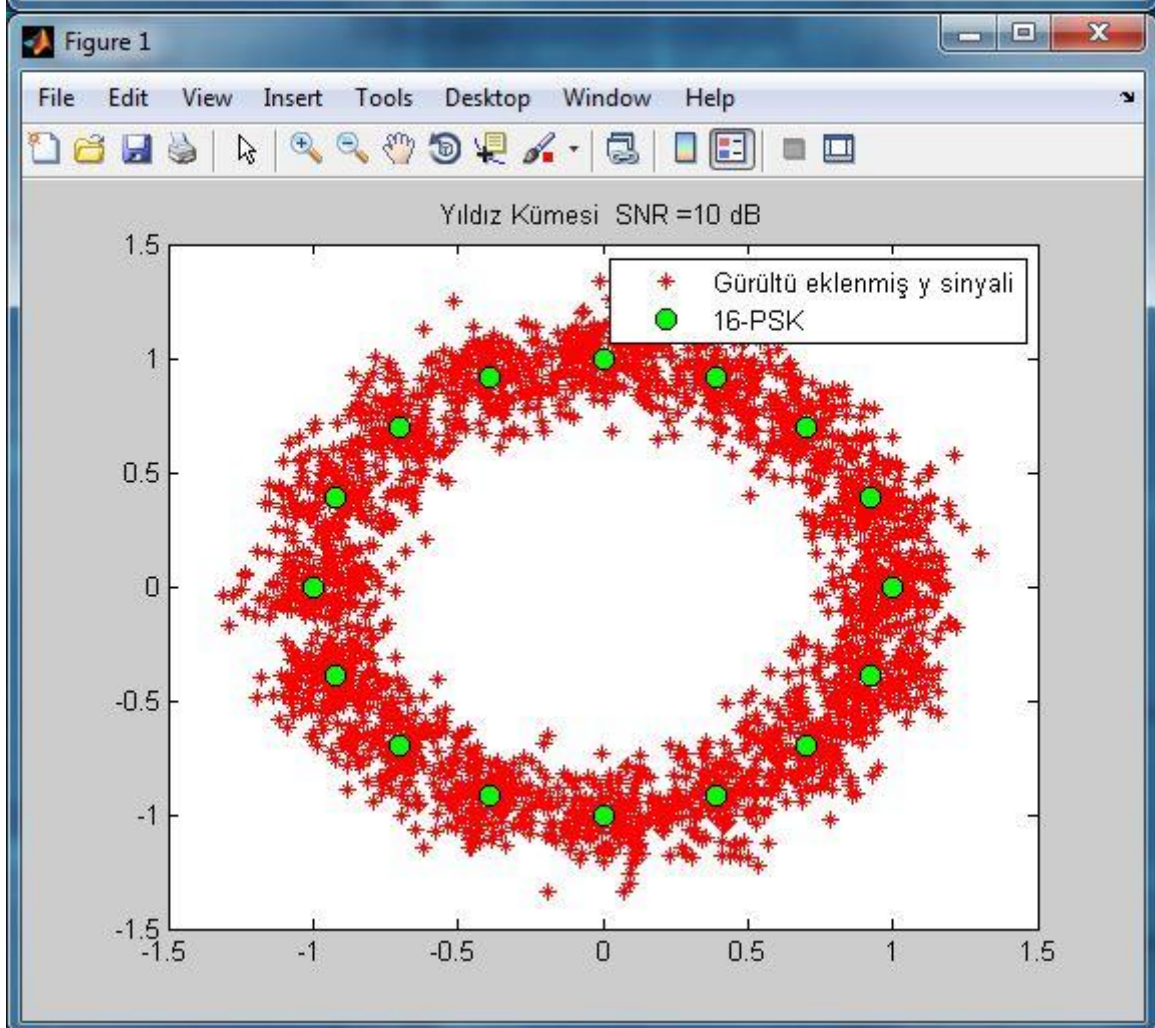 Figure 1
File Edit View Insert Tools Desktop Window Help
Yıldız Kümesi SNR =10 dB
Gürültü eklenmiş y sinyali
16-PSK
1.5
1
0.5
0
-0.5
-1
-1.5
-1.5 -1 -0.5 0 0.5 1 1.5